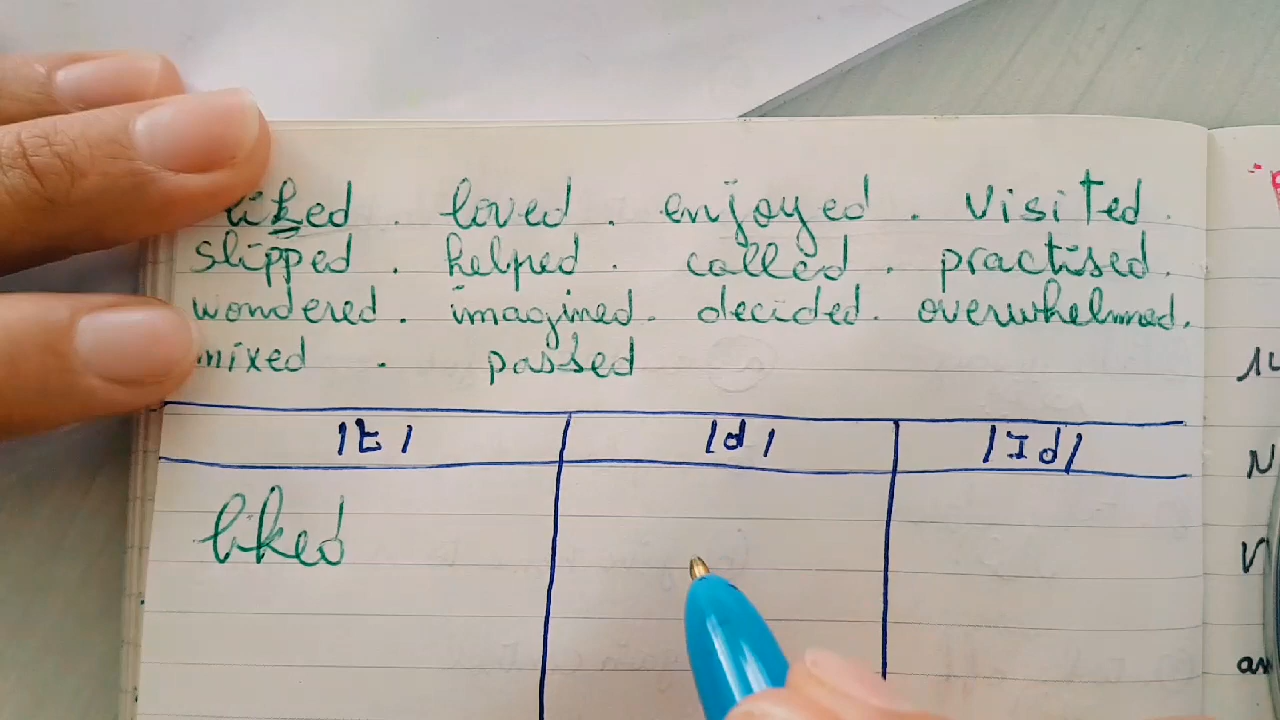 liked . loved . enjoyed . visited .
slipped . helped . called . practised .
wondered . imagined . decided . overwhelmed .
mixed . passed
/t/ /d/ /Id/
liked